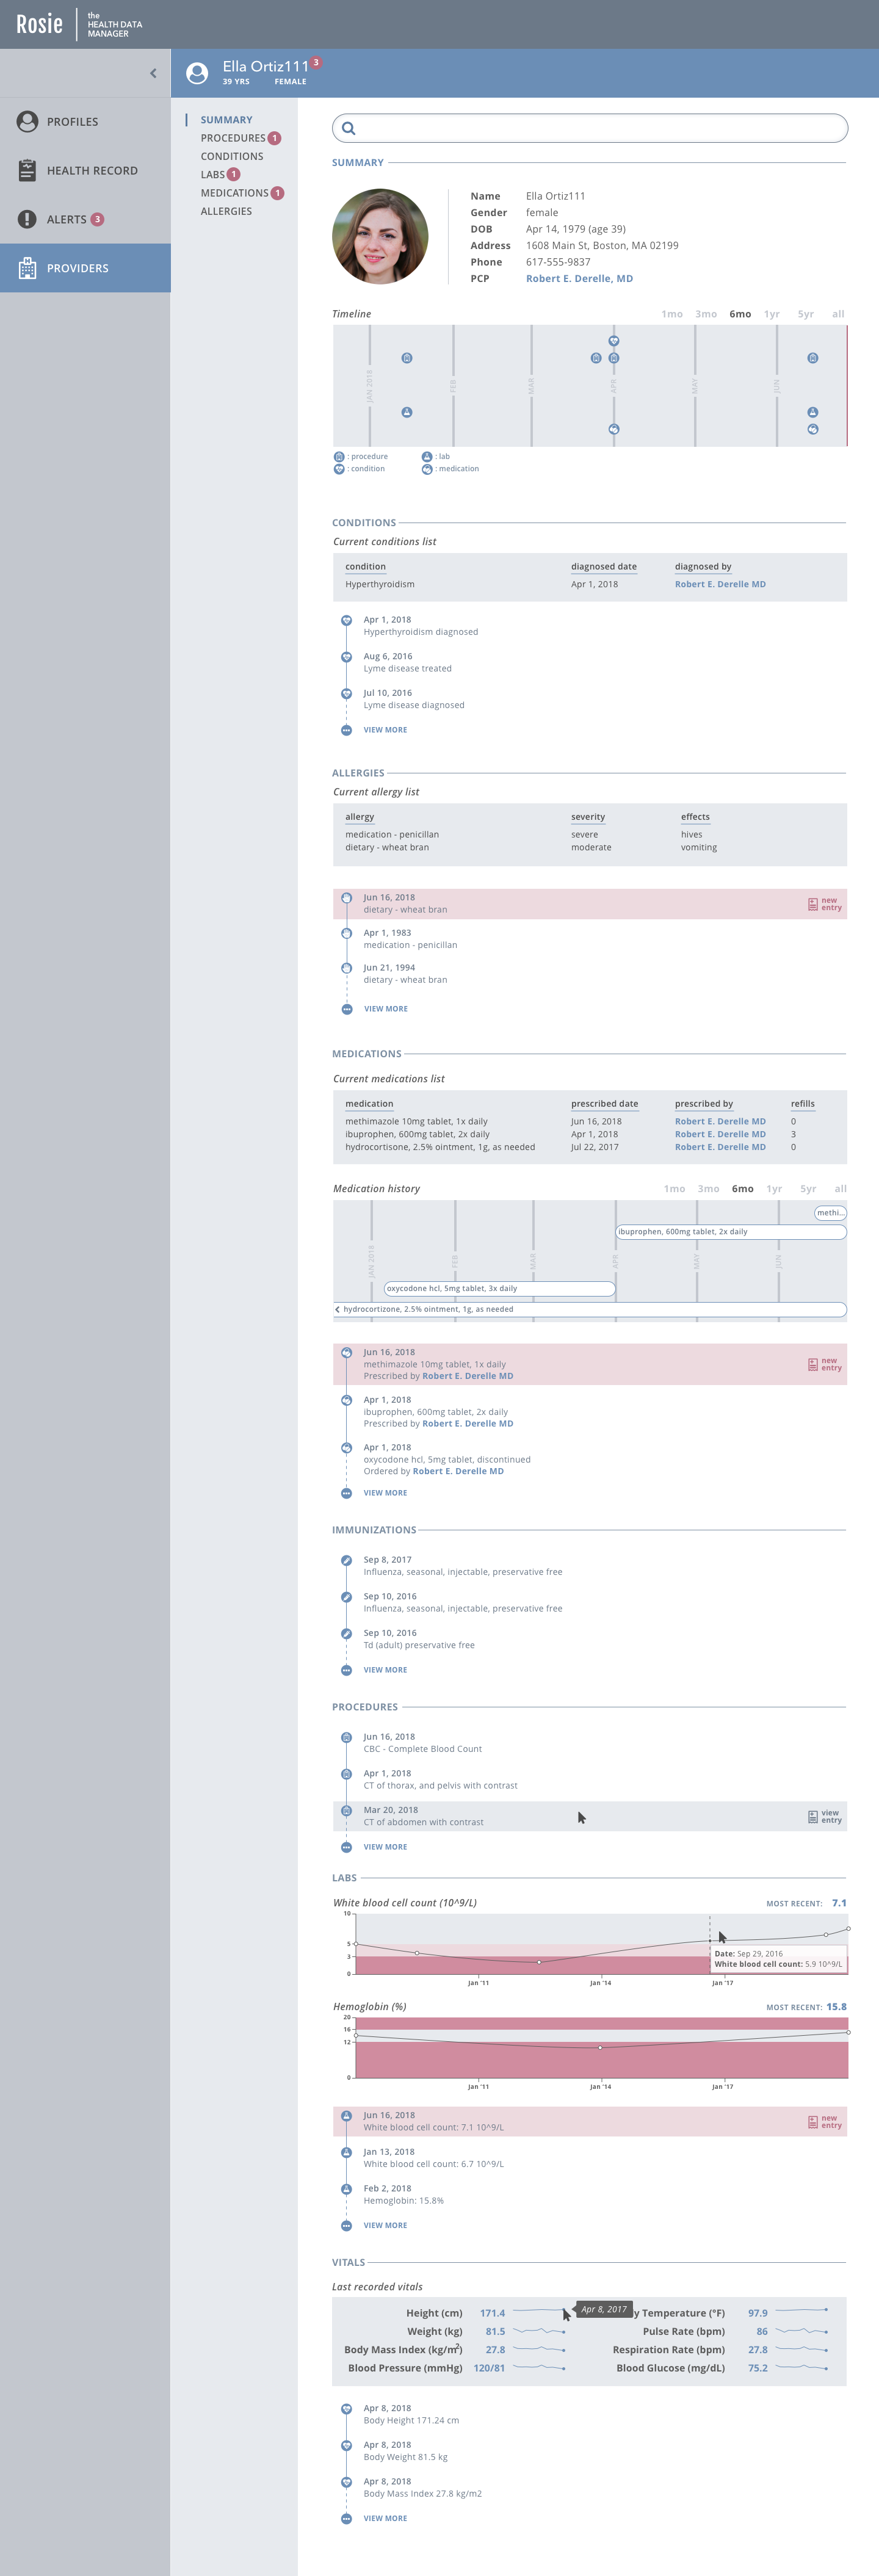 Rosie
the
HEALTH DATA
MANAGER
Ella Ortiz111 3
39 YRS FEMALE
PROFILES
HEALTH RECORD
ALERTS 3
PROVIDERS
SUMMARY
PROCEDURES 1
CONDITIONS
LABS 1
MEDICATIONS 1
ALLERGIES
SUMMARY
Name Ella Ortiz111
Gender female
DOB Apr 14, 1979 (age 39)
Address 1608 Main St, Boston, MA 02199
Phone 617-555-9837
PCP Robert E. Derelle, MD
Timeline 1mo 3mo 6mo 1yr 5yr all
JAN 2018 FEB MAR APR MAY JUN
: procedure : lab
: condition : medication
CONDITIONS
Current conditions list
condition diagnosed date diagnosed by
Hyperthyroidism Apr 1, 2018 Robert E. Derelle MD
Apr 1, 2018
Hyperthyroidism diagnosed
Aug 6, 2016
Lyme disease treated
Jul 10, 2016
Lyme disease diagnosed
VIEW MORE
ALLERGIES
Current allergy list
allergy severity effects
medication - penicillan severe hives
dietary - wheat bran moderate vomiting
Jun 16, 2018
dietary - wheat bran
new
entry
Apr 1, 1983
medication - penicillan
Jun 21, 1994
dietary - wheat bran
VIEW MORE
MEDICATIONS
Current medications list
medication prescribed date prescribed by refills
methimazole 10mg tablet, 1x daily Jun 16, 2018 Robert E. Derelle MD 0
ibuprophen, 600mg tablet, 2x daily Apr 1, 2018 Robert E. Derelle MD 3
hydrocortisone, 2.5% ointment, 1g, as needed Jul 22, 2017 Robert E. Derelle MD 0
Medication history 1mo 3mo 6mo 1yr 5yr all
JAN 2018 FEB MAR APR MAY JUN
methi...
ibuprophen, 600mg tablet, 2x daily
oxycodone hcl, 5mg tablet, 3x daily
hydrocortizone, 2.5% ointment, 1g, as needed
Jun 16, 2018
methimazole 10mg tablet, 1x daily
Prescribed by Robert E. Derelle MD
new
entry
Apr 1, 2018
ibuprophen, 600mg tablet, 2x daily
Prescribed by Robert E. Derelle MD
Apr 1, 2018
oxycodone hcl, 5mg tablet, discontinued
Ordered by Robert E. Derelle MD
VIEW MORE
IMMUNIZATIONS
Sep 8, 2017
Influenza, seasonal, injectable, preservative free
Sep 10, 2016
Influenza, seasonal, injectable, preservative free
Sep 10, 2016
Td (adult) preservative free
VIEW MORE
PROCEDURES
Jun 16, 2018
CBC - Complete Blood Count
Apr 1, 2018
CT of thorax, and pelvis with contrast
Mar 20, 2018
CT of abdomen with contrast
view
entry
VIEW MORE
LABS
White blood cell count (10^9/L) MOST RECENT: 7.1
10
5
3
0
Date: Sep 29, 2016
White blood cell count: 5.9 10^9/L
Jan '11 Jan '14 Jan '17
Hemoglobin (%) MOST RECENT: 15.8
20
16
12
0
Jan '11 Jan '14 Jan '17
Jun 16, 2018
White blood cell count: 7.1 10^9/L
new
entry
Jan 13, 2018
White blood cell count: 6.7 10^9/L
Feb 2, 2018
Hemoglobin: 15.8%
VIEW MORE
VITALS
Last recorded vitals
Height (cm) 171.4 Apr 8, 2017 y Temperature (°F) 97.9
Weight (kg) 81.5 Pulse Rate (bpm) 86
Body Mass Index (kg/m²) 27.8 Respiration Rate (bpm) 27.8
Blood Pressure (mmHg) 120/81 Blood Glucose (mg/dL) 75.2
Apr 8, 2018
Body Height 171.24 cm
Apr 8, 2018
Body Weight 81.5 kg
Apr 8, 2018
Body Mass Index 27.8 kg/m2
VIEW MORE